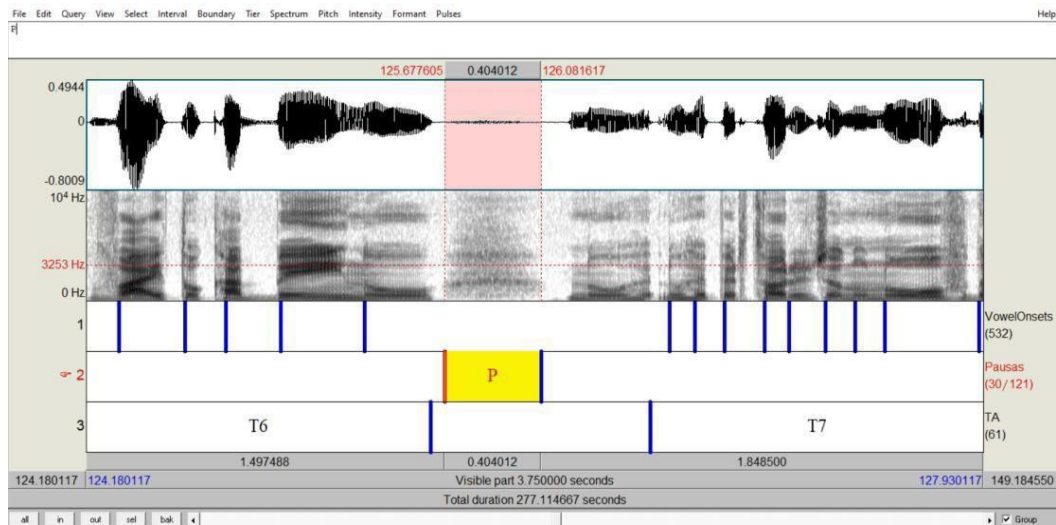 File Edit Query View Select Interval Boundary Tier Spectrum Pitch Intensity Formant Pulses Help
P
125.677605 0.404012 126.081617
0.4944
0
-0.8009
10⁴ Hz
3253 Hz
0 Hz
1 VowelOnsets
(532)
2 P Pausas
(30/121)
3 T6 T7 TA
(61)
1.497488 0.404012 1.848500
124.180117 124.180117 Visible part 3.750000 seconds 127.930117 149.184550
Total duration 277.114667 seconds
all in out sel bak Group